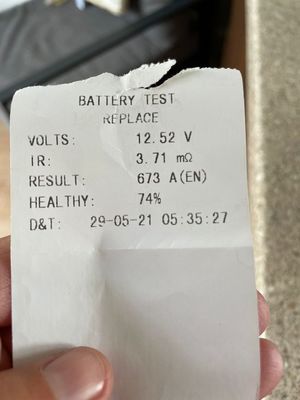 BATTERY TEST
REPLACE
VOLTS: 12.52 V
IR: 3.71 mΩ
RESULT: 673 A(EN)
HEALTHY: 74%
D&T: 29-05-21 05:35:27